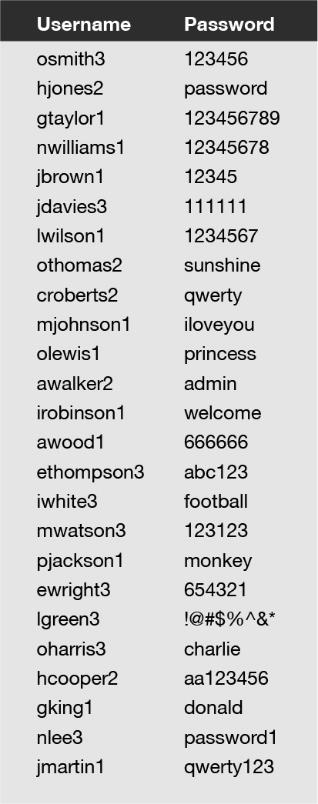 Username Password
osmith3 123456
hjones2 password
gtaylor1 123456789
nwilliams1 12345678
jbrown1 12345
jdavies3 111111
lwilson1 1234567
othomas2 sunshine
croberts2 qwerty
mjohnson1 iloveyou
olewis1 princess
awalker2 admin
irobinson1 welcome
awood1 666666
ethompson3 abc123
iwhite3 football
mwatson3 123123
pjackson1 monkey
ewright3 654321
lgreen3 !@#$%^&*
oharris3 charlie
hcooper2 aa123456
gking1 donald
nlee3 password1
jmartin1 qwerty123